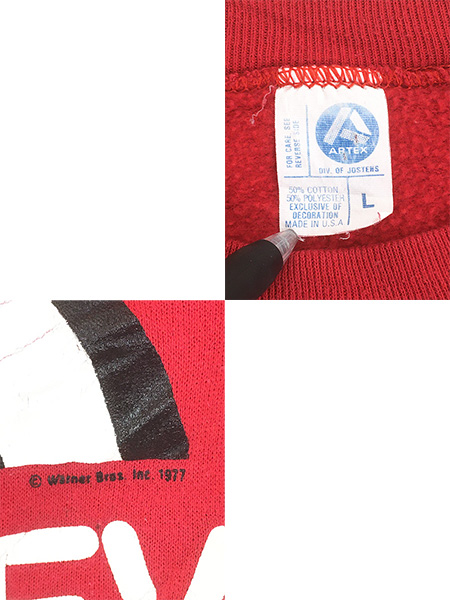 FOR CARE SEE
REVERSE SIDE
ARTEX
DIV. OF JOSTENS
50% COTTON
50% POLYESTER
EXCLUSIVE OF
DECORATION
MADE IN U.S.A.
L
© Warner Bros. Inc. 1977